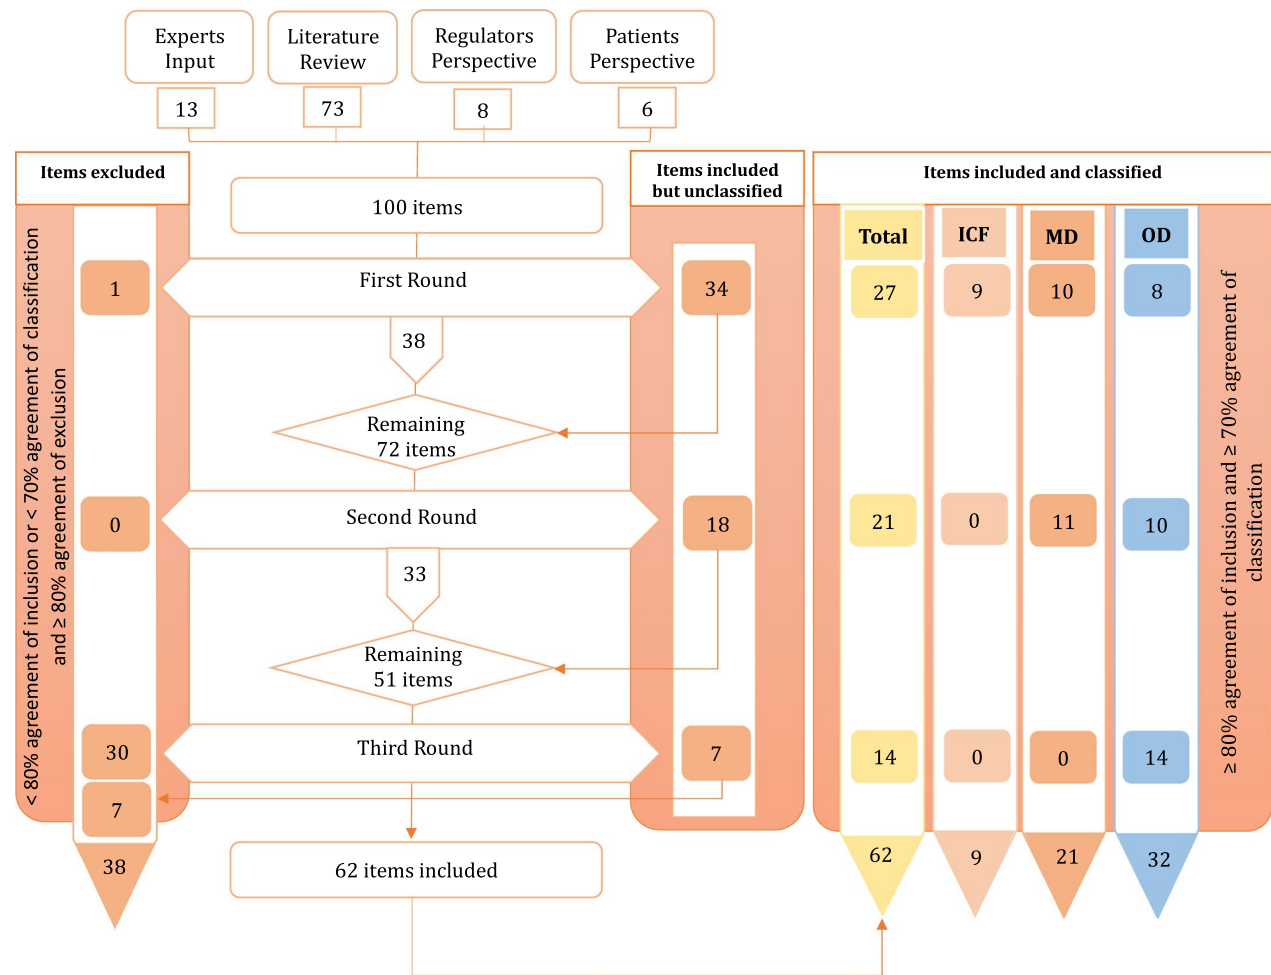 Experts
Input
Literature
Review
Regulators
Perspective
Patients
Perspective
13
73
8
6
Items excluded
Items included
but unclassified
Items included and classified
100 items
Total
ICF
MD
OD
First Round
1
34
27
9
10
8
38
Remaining
72 items
Second Round
0
18
21
0
11
10
33
Remaining
51 items
Third Round
30
7
14
0
0
14
7
38
62 items included
62
9
21
32
< 80% agreement of inclusion or < 70% agreement of classification
and ≥ 80% agreement of exclusion
≥ 80% agreement of inclusion and ≥ 70% agreement of
classification